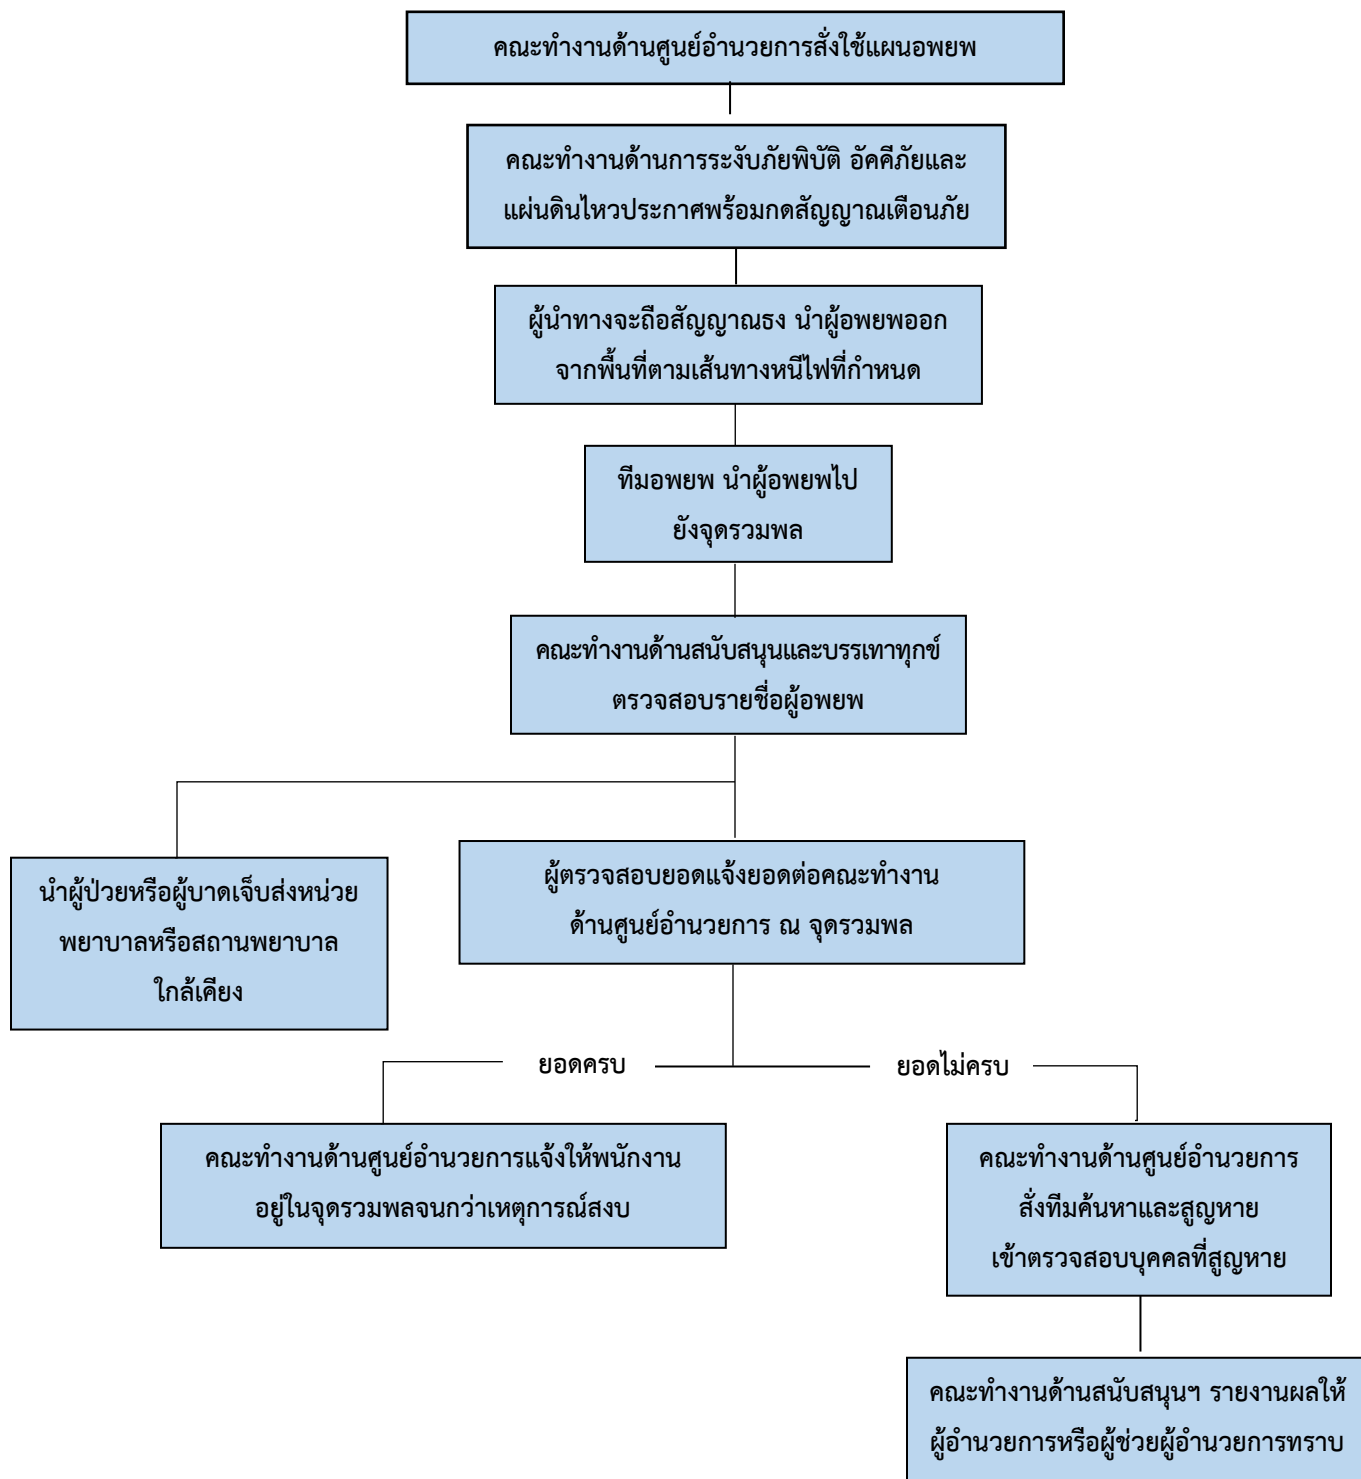 คณะทำงานด้านศูนย์อำนวยการสั่งใช้แผนอพยพ
คณะทำงานด้านการระงับภัยพิบัติ อัคคีภัยและ
แผ่นดินไหวประกาศพร้อมกดสัญญาณเตือนภัย
ผู้นำทางจะถือสัญญาณธง นำผู้อพยพออก
จากพื้นที่ตามเส้นทางหนีไฟที่กำหนด
ทีมอพยพ นำผู้อพยพไป
ยังจุดรวมพล
คณะทำงานด้านสนับสนุนและบรรเทาทุกข์
ตรวจสอบรายชื่อผู้อพยพ
นำผู้ป่วยหรือผู้บาดเจ็บส่งหน่วย
พยาบาลหรือสถานพยาบาล
ใกล้เคียง
ผู้ตรวจสอบยอดแจ้งยอดต่อคณะทำงาน
ด้านศูนย์อำนวยการ ณ จุดรวมพล
ยอดครบ
ยอดไม่ครบ
คณะทำงานด้านศูนย์อำนวยการแจ้งให้พนักงาน
อยู่ในจุดรวมพลจนกว่าเหตุการณ์สงบ
คณะทำงานด้านศูนย์อำนวยการ
สั่งทีมค้นหาและสูญหาย
เข้าตรวจสอบบุคคลที่สูญหาย
คณะทำงานด้านสนับสนุนฯ รายงานผลให้
ผู้อำนวยการหรือผู้ช่วยผู้อำนวยการทราบ